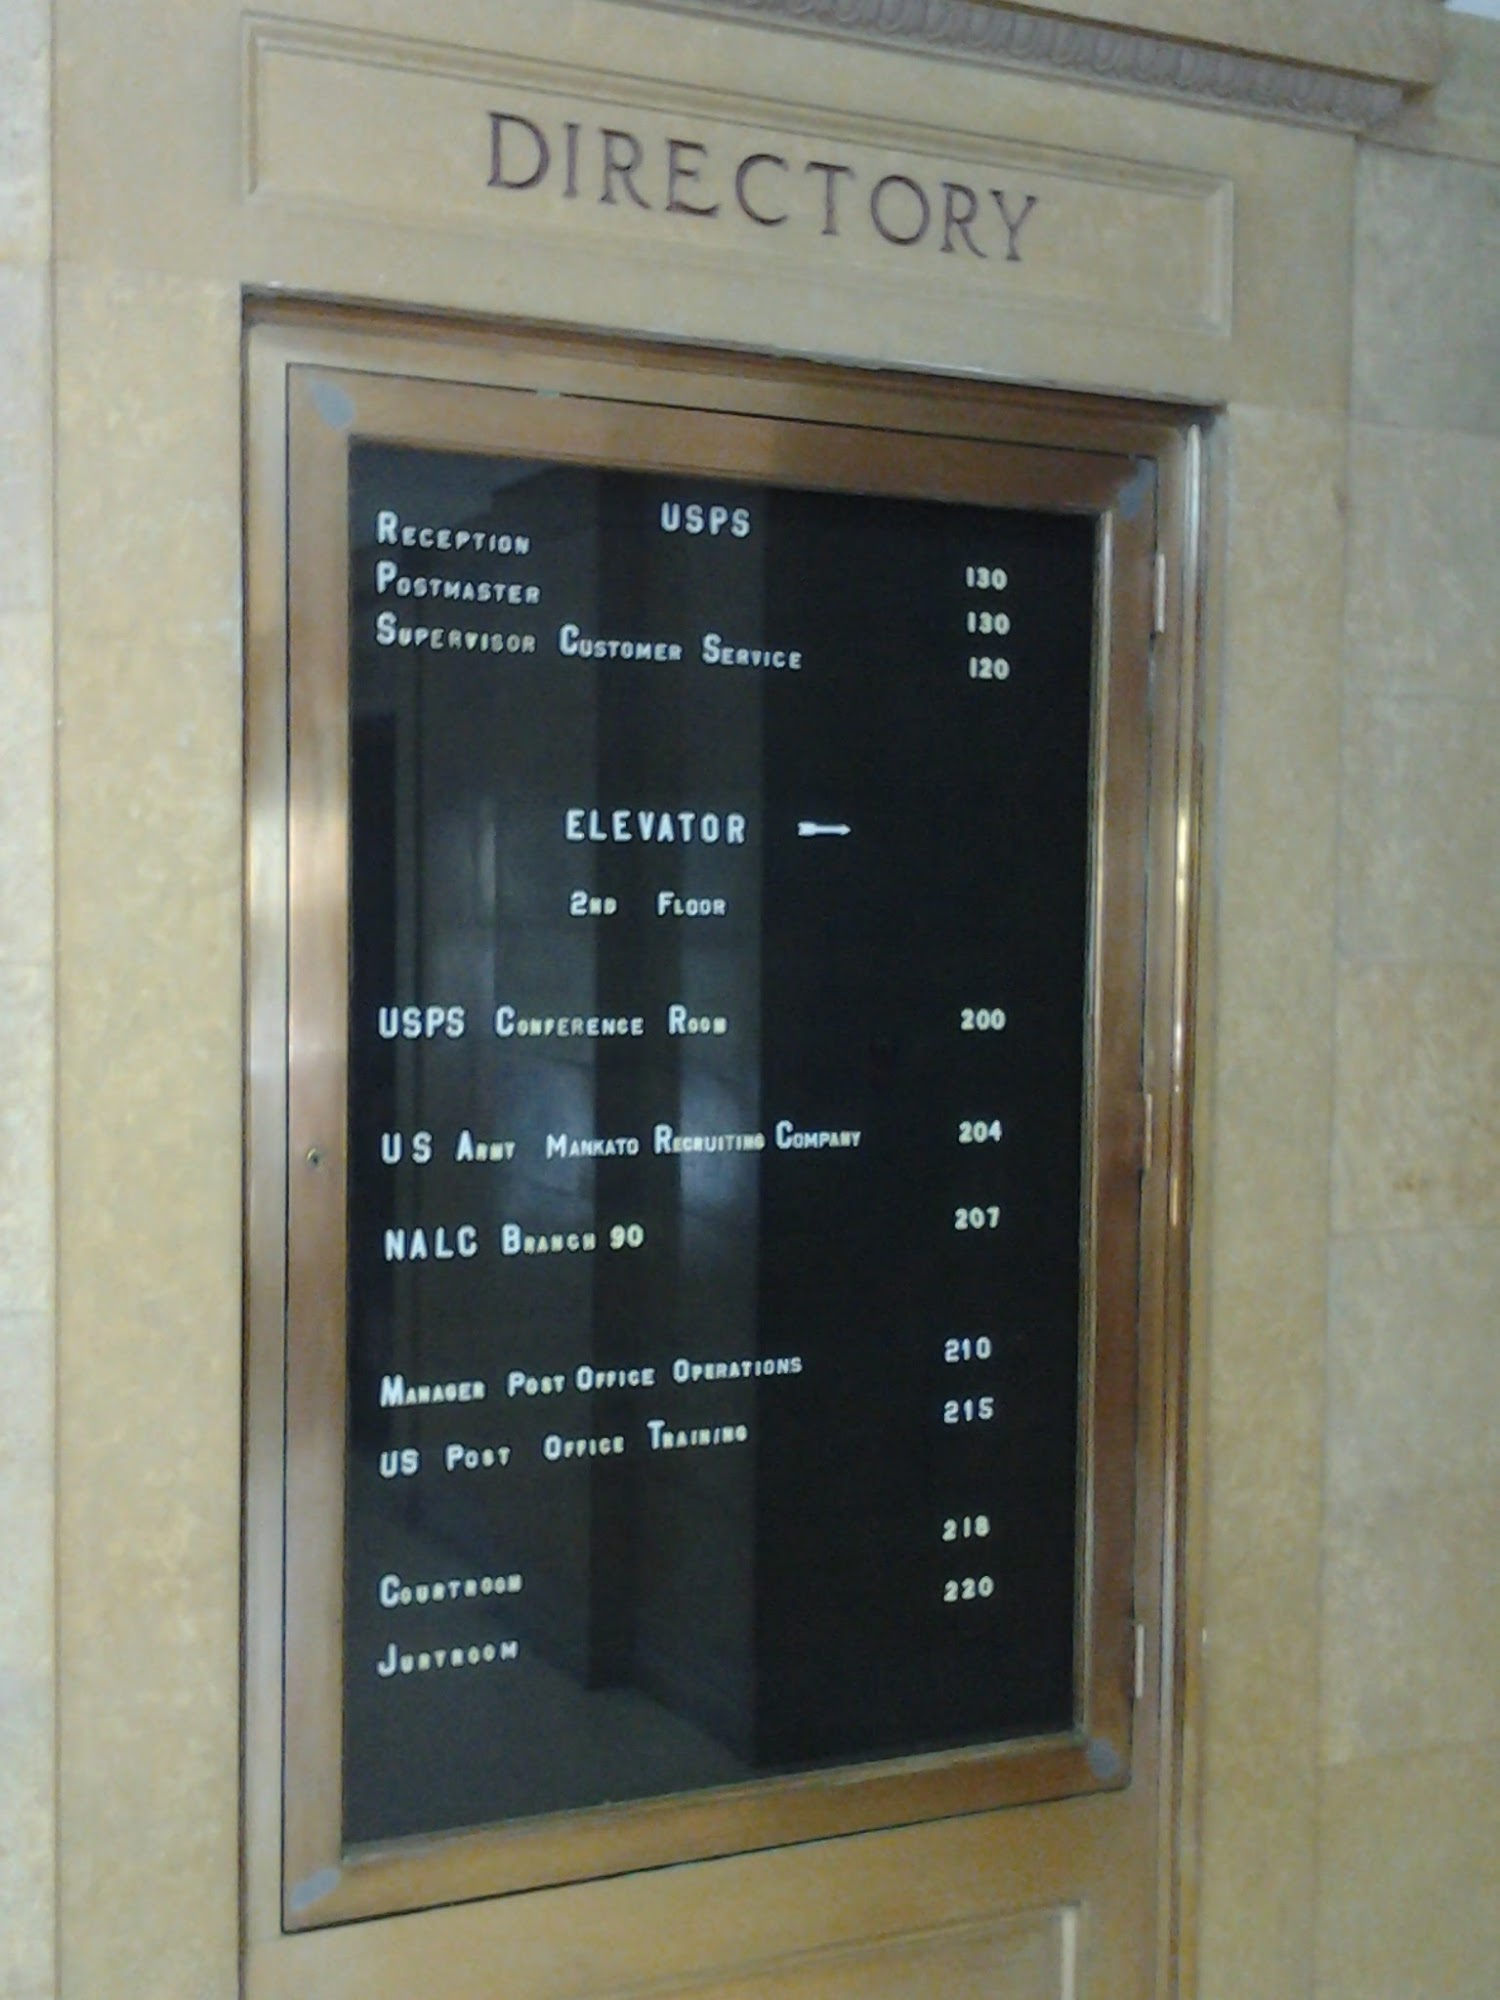 DIRECTORY
USPS
RECEPTION 130
POSTMASTER 130
SUPERVISOR CUSTOMER SERVICE 120
ELEVATOR
2ND FLOOR
USPS CONFERENCE ROOM 200
US ARMY MANKATO RECRUITING COMPANY 204
NALC BRANCH 90 207
MANAGER POST OFFICE OPERATIONS 210
US POST OFFICE TRAINING 215
COURTROOM 218
JURYROOM 220